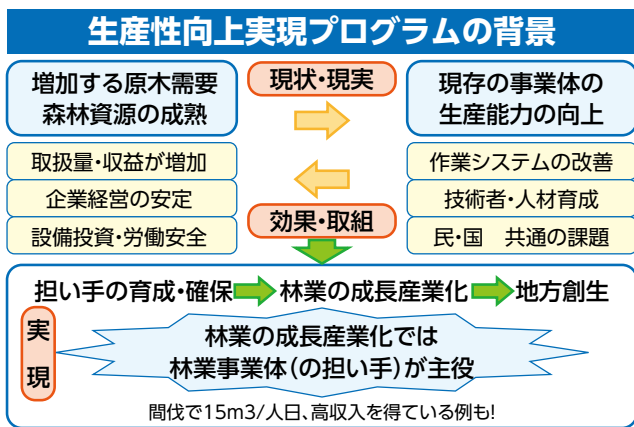 生産性向上実現プログラムの背景
増加する原木需要
森林資源の成熟
現状・現実
現存の事業体の
生産能力の向上
取扱量・収益が増加
企業経営の安定
設備投資・労働安全
効果・取組
作業システムの改善
技術者・人材育成
民・国　共通の課題
担い手の育成・確保
林業の成長産業化
地方創生
実現
林業の成長産業化では
林業事業体(の担い手)が主役
間伐で15m3/人日、高収入を得ている例も!